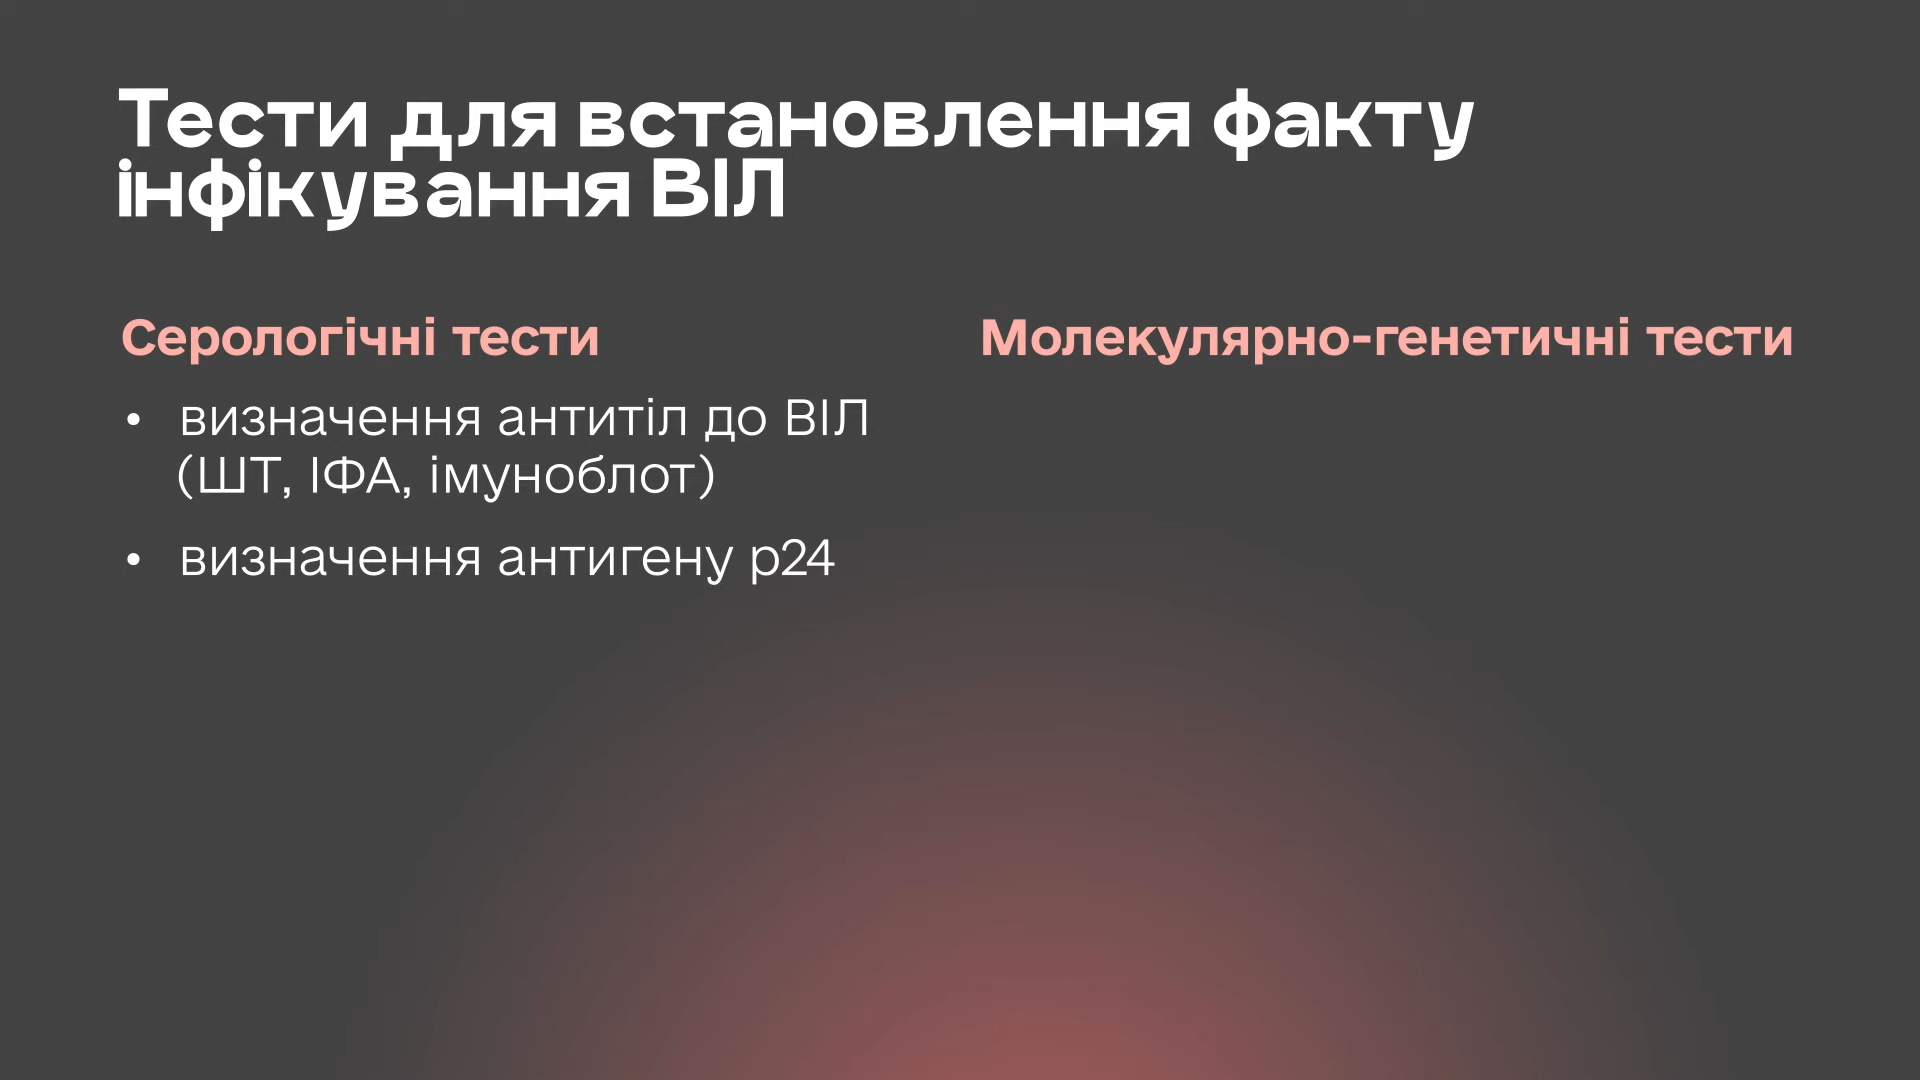 Тести для встановлення факту
інфікування ВІЛ
Серологічні тести
• визначення антитіл до ВІЛ
(ШТ, ІФА, імуноблот)
• визначення антигену p24
Молекулярно-генетичні тести